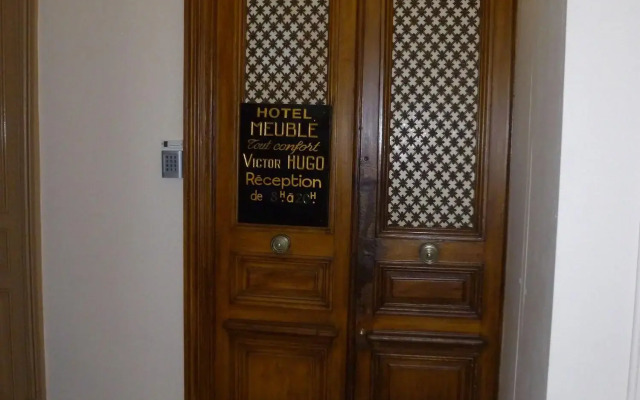 HOTEL
MEUBLÉ
Tout confort
VICTOR HUGO
Réception
de 8H à 20H